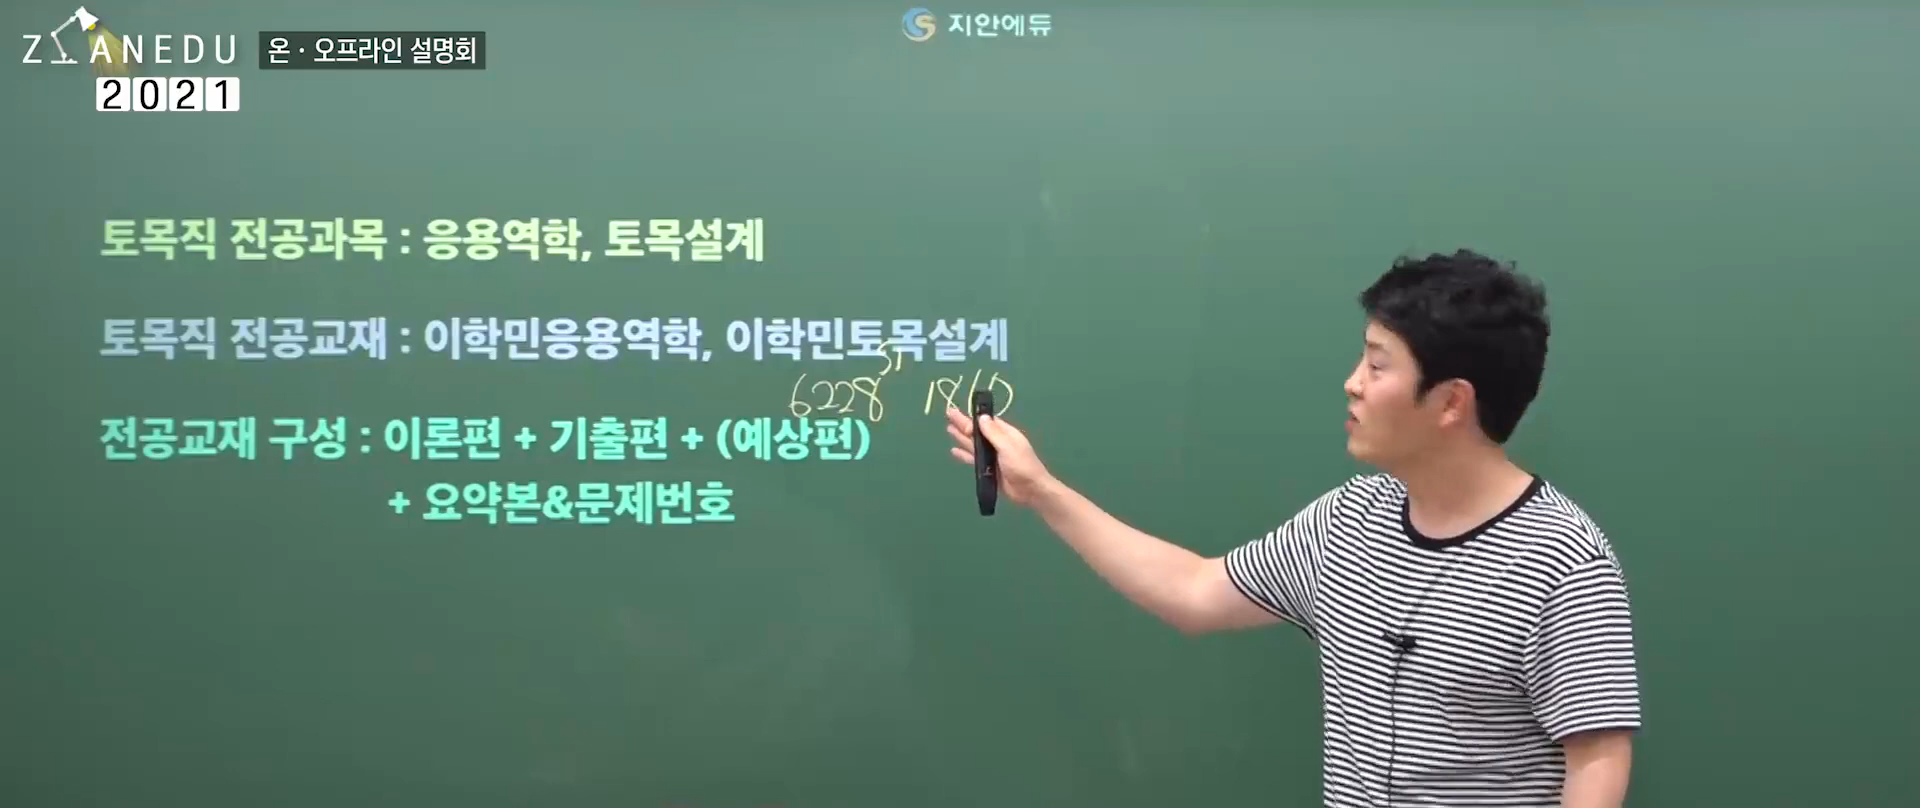 지안에듀
ZIANEDU 온·오프라인 설명회
2021
토목직 전공과목 : 응용역학, 토목설계
토목직 전공교재 : 이학민응용역학, 이학민토목설계
6228 18
전공교재 구성 : 이론편 + 기출편 + (예상편)
+ 요약본&문제번호